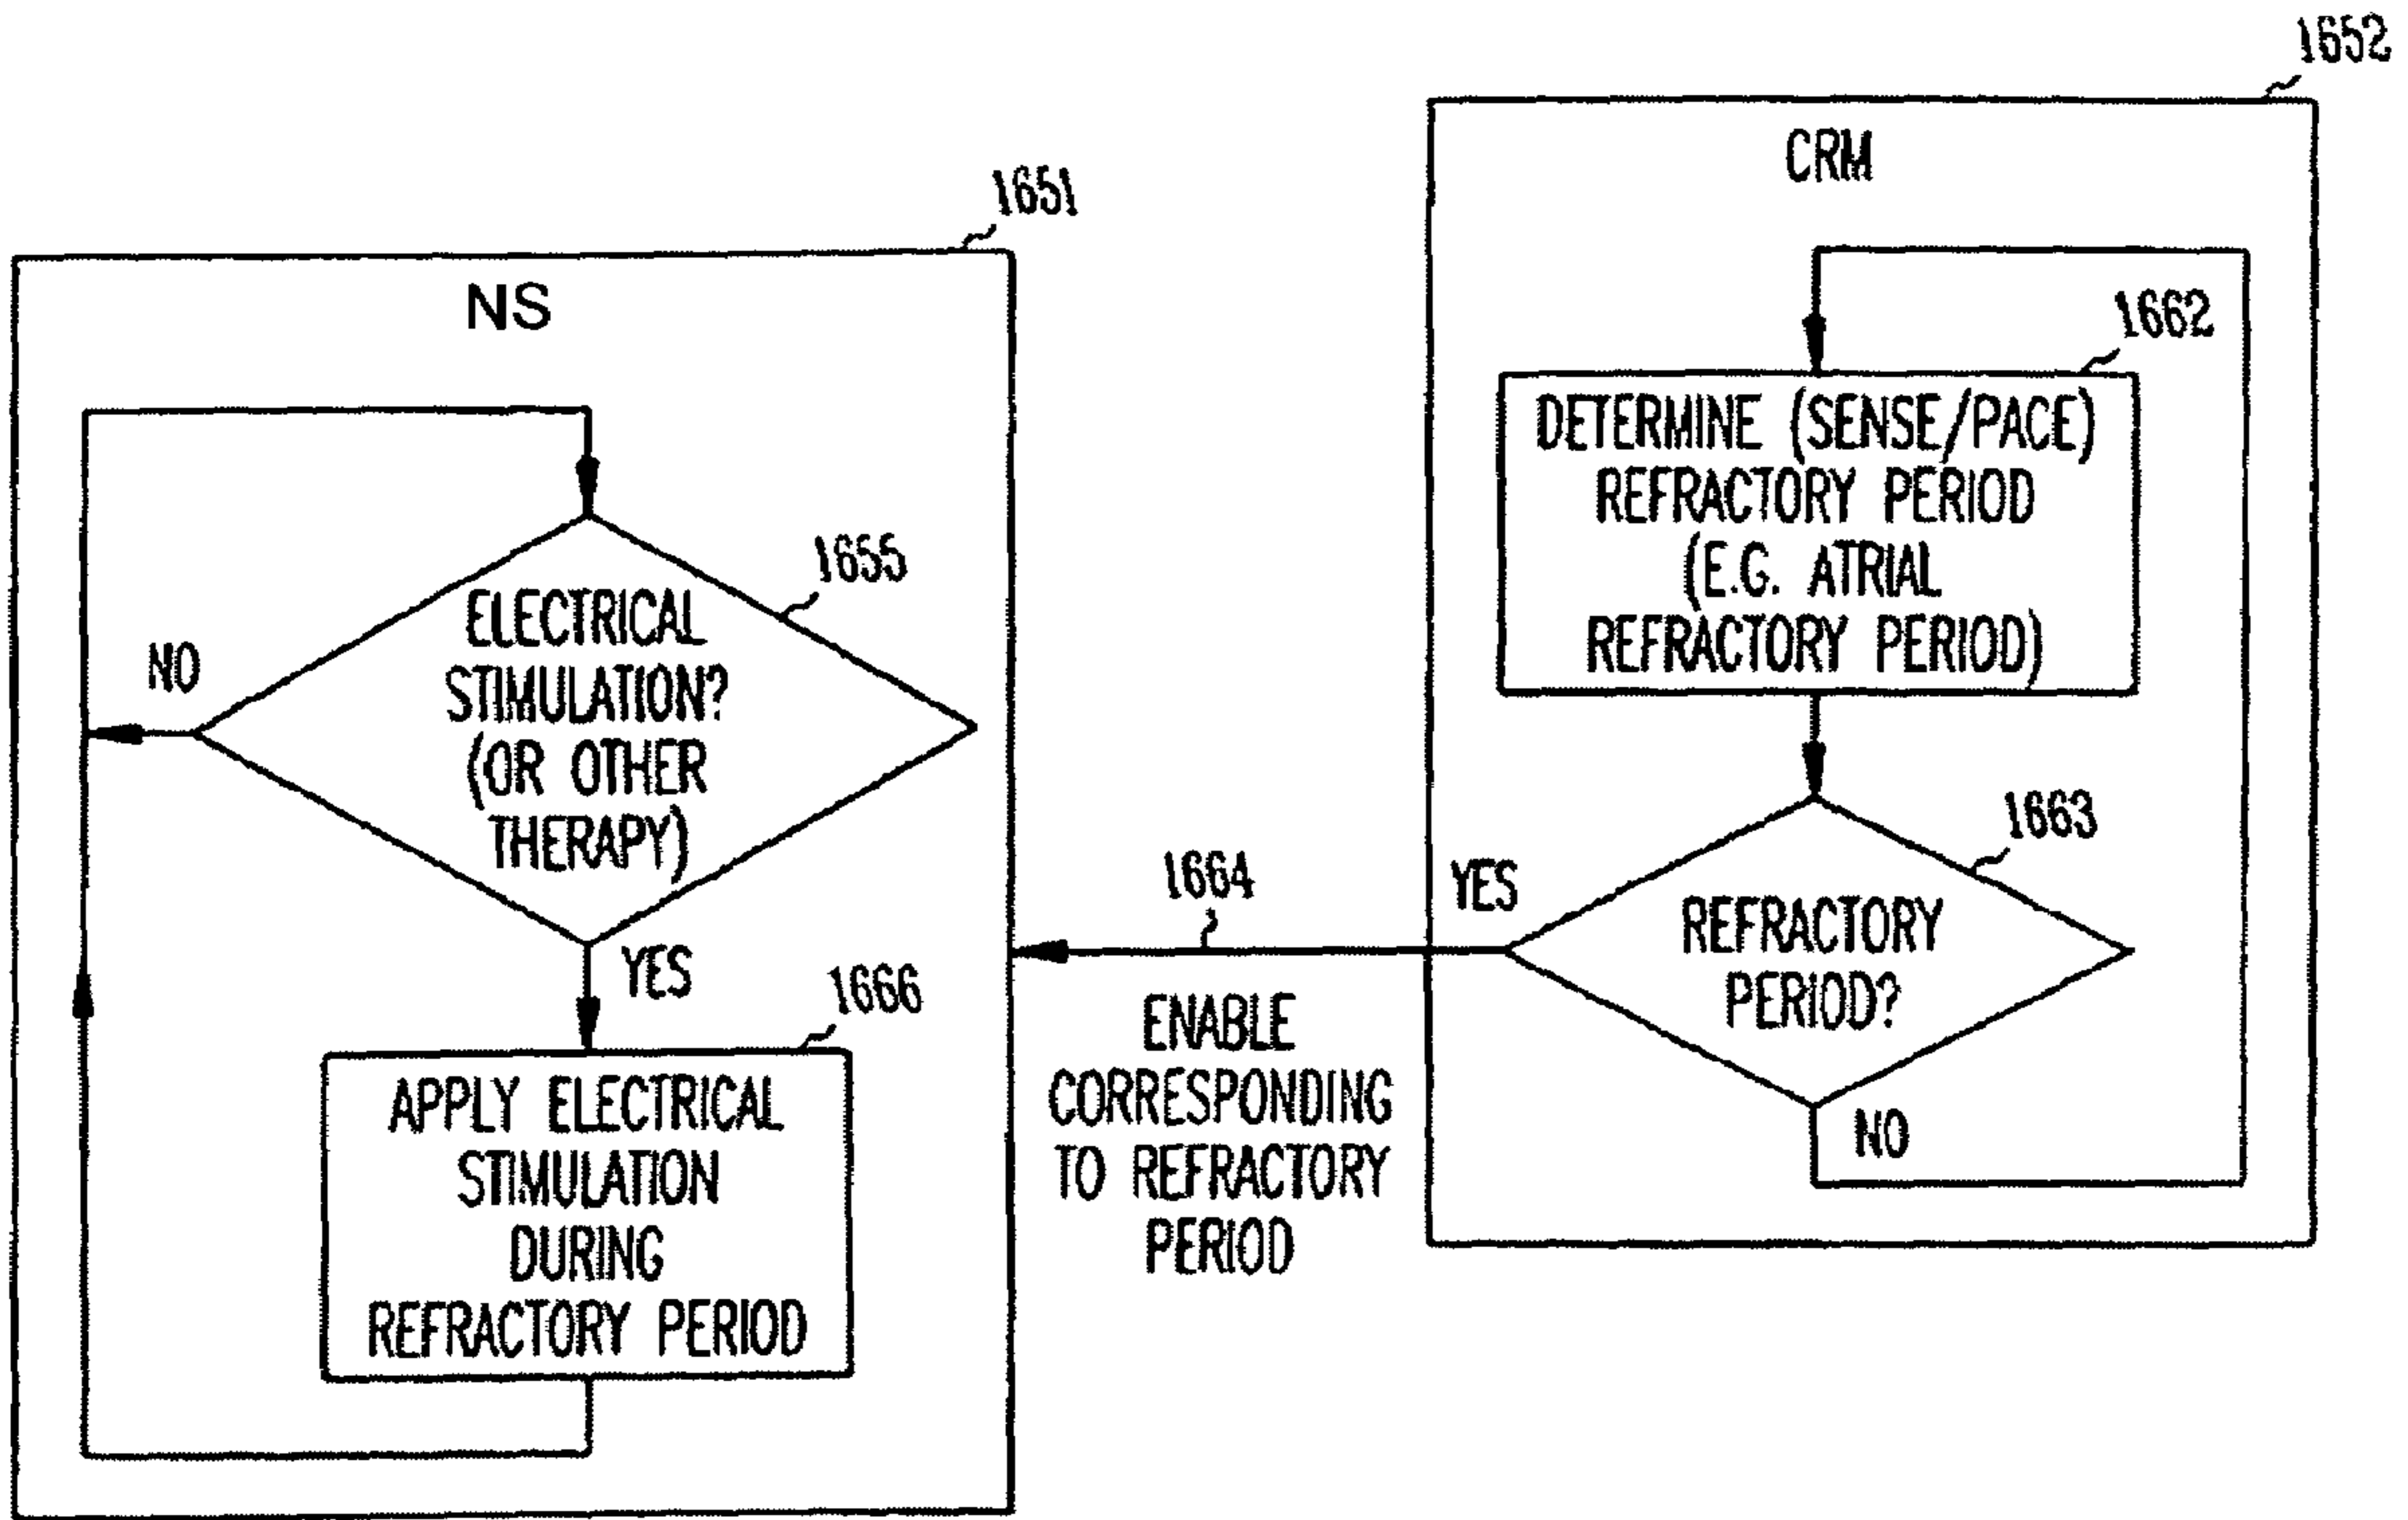 1651
NS
1655
ELECTRICAL
STIMULATION?
(OR OTHER
THERAPY)
NO
YES
1666
APPLY ELECTRICAL
STIMULATION
DURING
REFRACTORY PERIOD
1664
ENABLE
CORRESPONDING
TO REFRACTORY
PERIOD
1652
CRM
1662
DETERMINE (SENSE/PACE)
REFRACTORY PERIOD
(E.G. ATRIAL
REFRACTORY PERIOD)
1663
YES
REFRACTORY
PERIOD?
NO